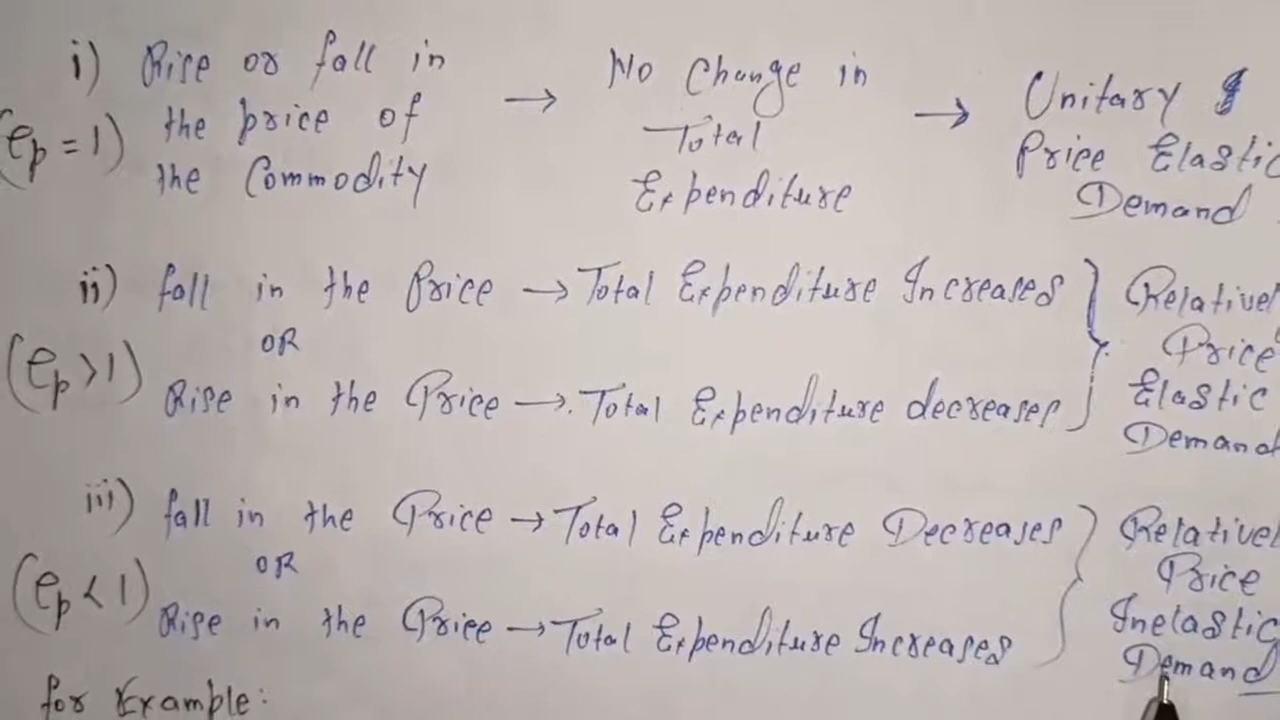 i) Rise or fall in → No Change in → Unitary
(ep = 1) the price of Total Price Elastic
the Commodity Expenditure Demand
ii) fall in the Price → Total Expenditure Increases } Relativel
(ep > 1) OR Price
Rise in the Price → Total Expenditure decreases Elastic
Demand
iii) fall in the Price → Total Expenditure Decreases } Relativel
(ep < 1) OR Price
Rise in the Price → Total Expenditure Increases Inelastic
Demand
for Example: